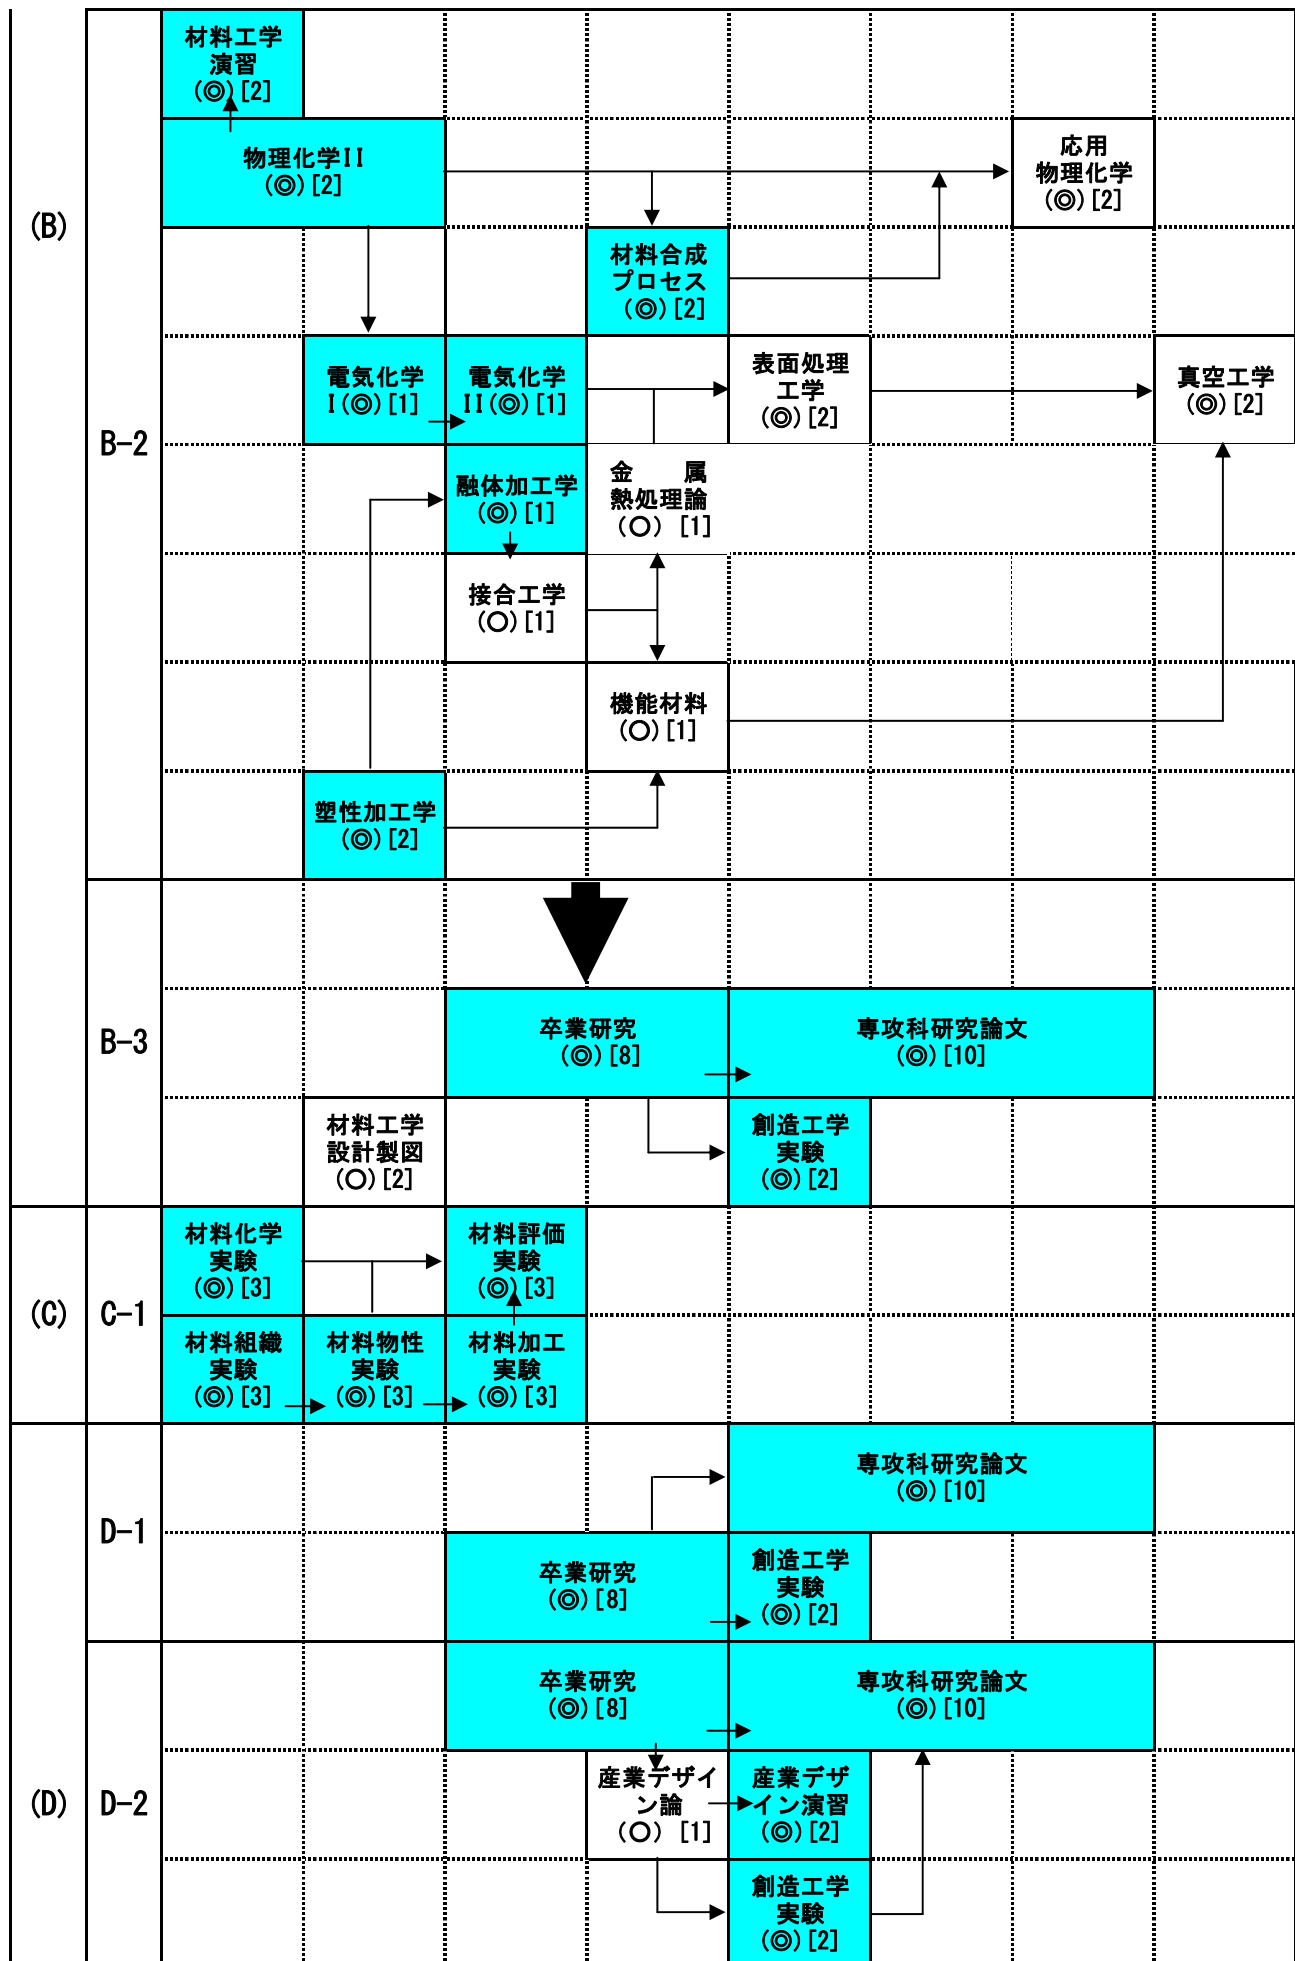 材料工学
演習
(◎)[2]
物理化学II
(◎)[2]
応用
物理化学
(◎)[2]
(B)
材料合成
プロセス
(◎)[2]
B-2
電気化学
I(◎)[1]
電気化学
II(◎)[1]
表面処理
工学
(◎)[2]
真空工学
(◎)[2]
融体加工学
(◎)[1]
金　属
熱処理論
(○) [1]
接合工学
(○)[1]
機能材料
(○)[1]
塑性加工学
(◎)[2]
B-3
卒業研究
(◎)[8]
専攻科研究論文
(◎)[10]
材料工学
設計製図
(○)[2]
創造工学
実験
(◎)[2]
(C)
C-1
材料化学
実験
(◎)[3]
材料評価
実験
(◎)[3]
材料組織
実験
(◎)[3]
材料物性
実験
(◎)[3]
材料加工
実験
(◎)[3]
(D)
D-1
専攻科研究論文
(◎)[10]
卒業研究
(◎)[8]
創造工学
実験
(◎)[2]
D-2
卒業研究
(◎)[8]
専攻科研究論文
(◎)[10]
産業デザイ
ン論
(○) [1]
産業デザ
イン演習
(◎)[2]
創造工学
実験
(◎)[2]